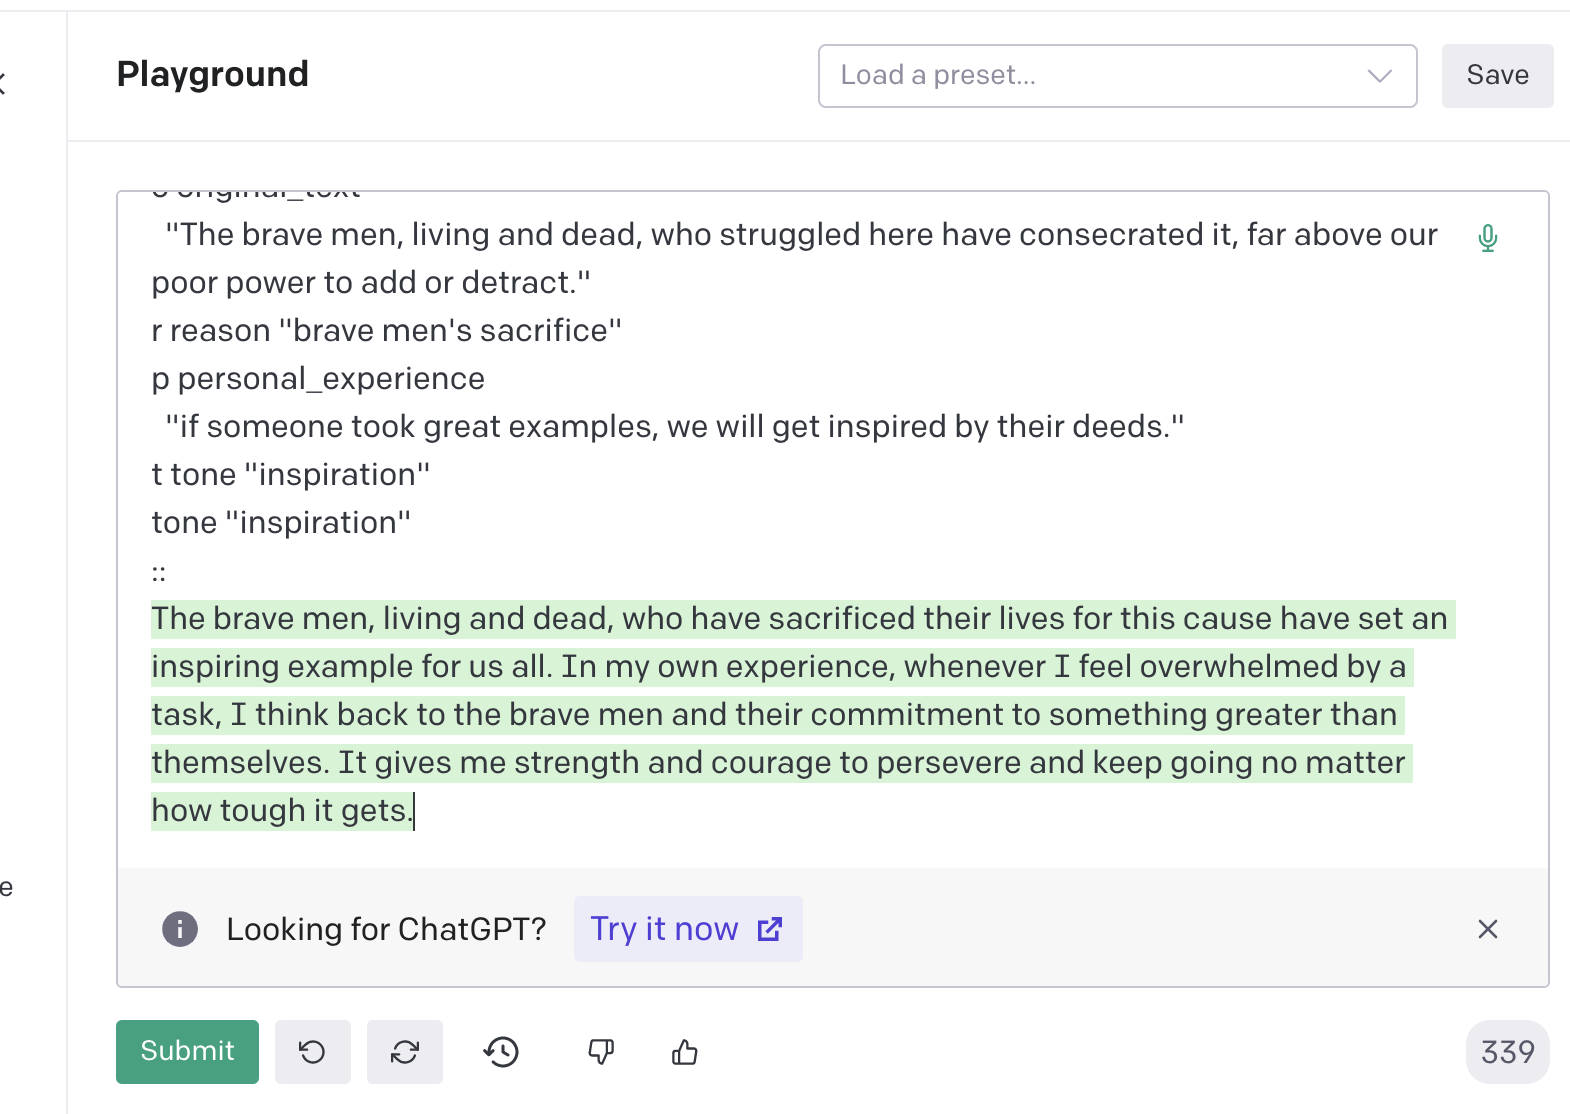 Playground
Load a preset...
Save
o original_text
"The brave men, living and dead, who struggled here have consecrated it, far above our
poor power to add or detract."
r reason "brave men's sacrifice"
p personal_experience
"if someone took great examples, we will get inspired by their deeds."
t tone "inspiration"
tone "inspiration"
::
The brave men, living and dead, who have sacrificed their lives for this cause have set an
inspiring example for us all. In my own experience, whenever I feel overwhelmed by a
task, I think back to the brave men and their commitment to something greater than
themselves. It gives me strength and courage to persevere and keep going no matter
how tough it gets.
e
Looking for ChatGPT?
Try it now
Submit
339